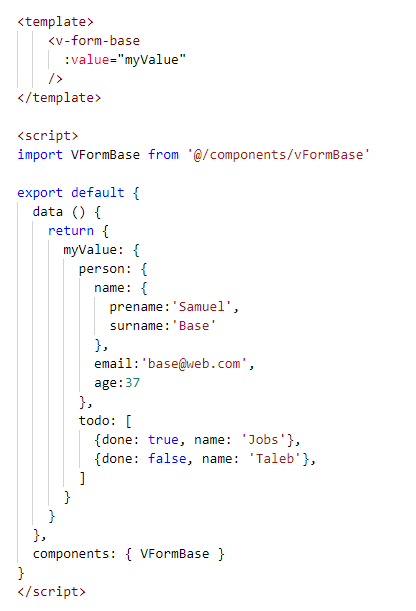 <template>
    <v-form-base
      :value="myValue"
    />
</template>

<script>
import VFormBase from '@/components/vFormBase'

export default {
  data () {
    return {
      myValue: {
        person: {
          name: {
            prename:'Samuel',
            surname:'Base'
          },
          email:'base@web.com',
          age:37
        },
        todo: [
          {done: true, name: 'Jobs'},
          {done: false, name: 'Taleb'},
        ]
      }
    }
  },
  components: { VFormBase }
}
</script>